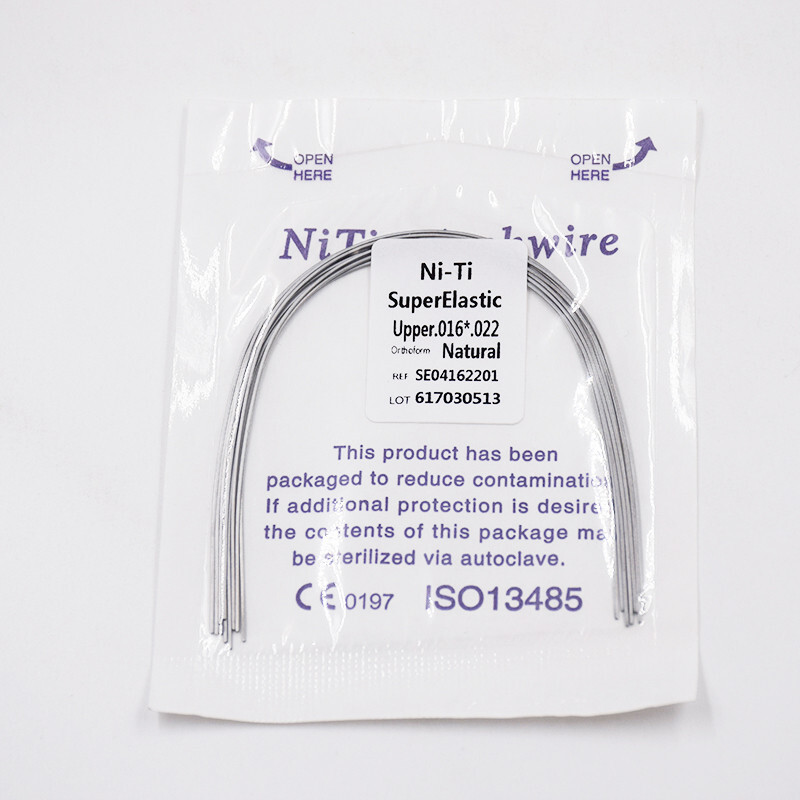 OPEN HERE
OPEN HERE
NiTi hwire
Ni-Ti
SuperElastic
Upper.016*.022
Orthoform Natural
REF SE04162201
LOT 617030513
This product has been
packaged to reduce contaminatio
If additional protection is desire
the contents of this package ma
be sterilized via autoclave.
CE 0197 ISO13485